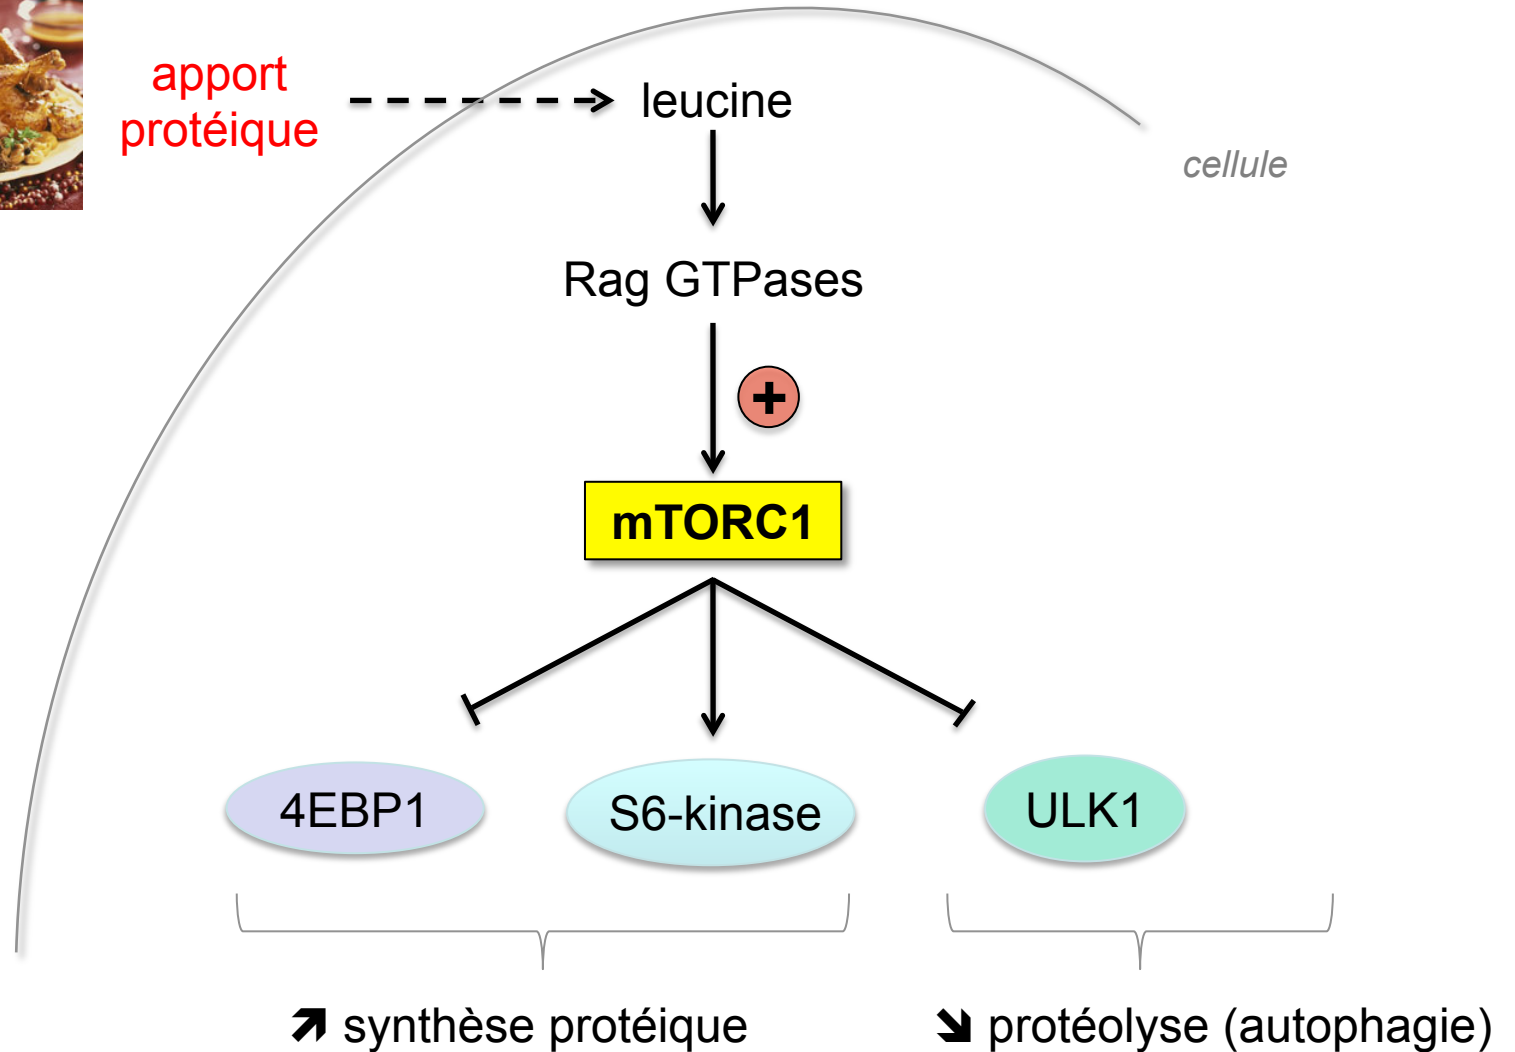 apport
protéique
leucine
cellule
Rag GTPases
+
mTORC1
4EBP1
S6-kinase
ULK1
↗ synthèse protéique
↘ protéolyse (autophagie)